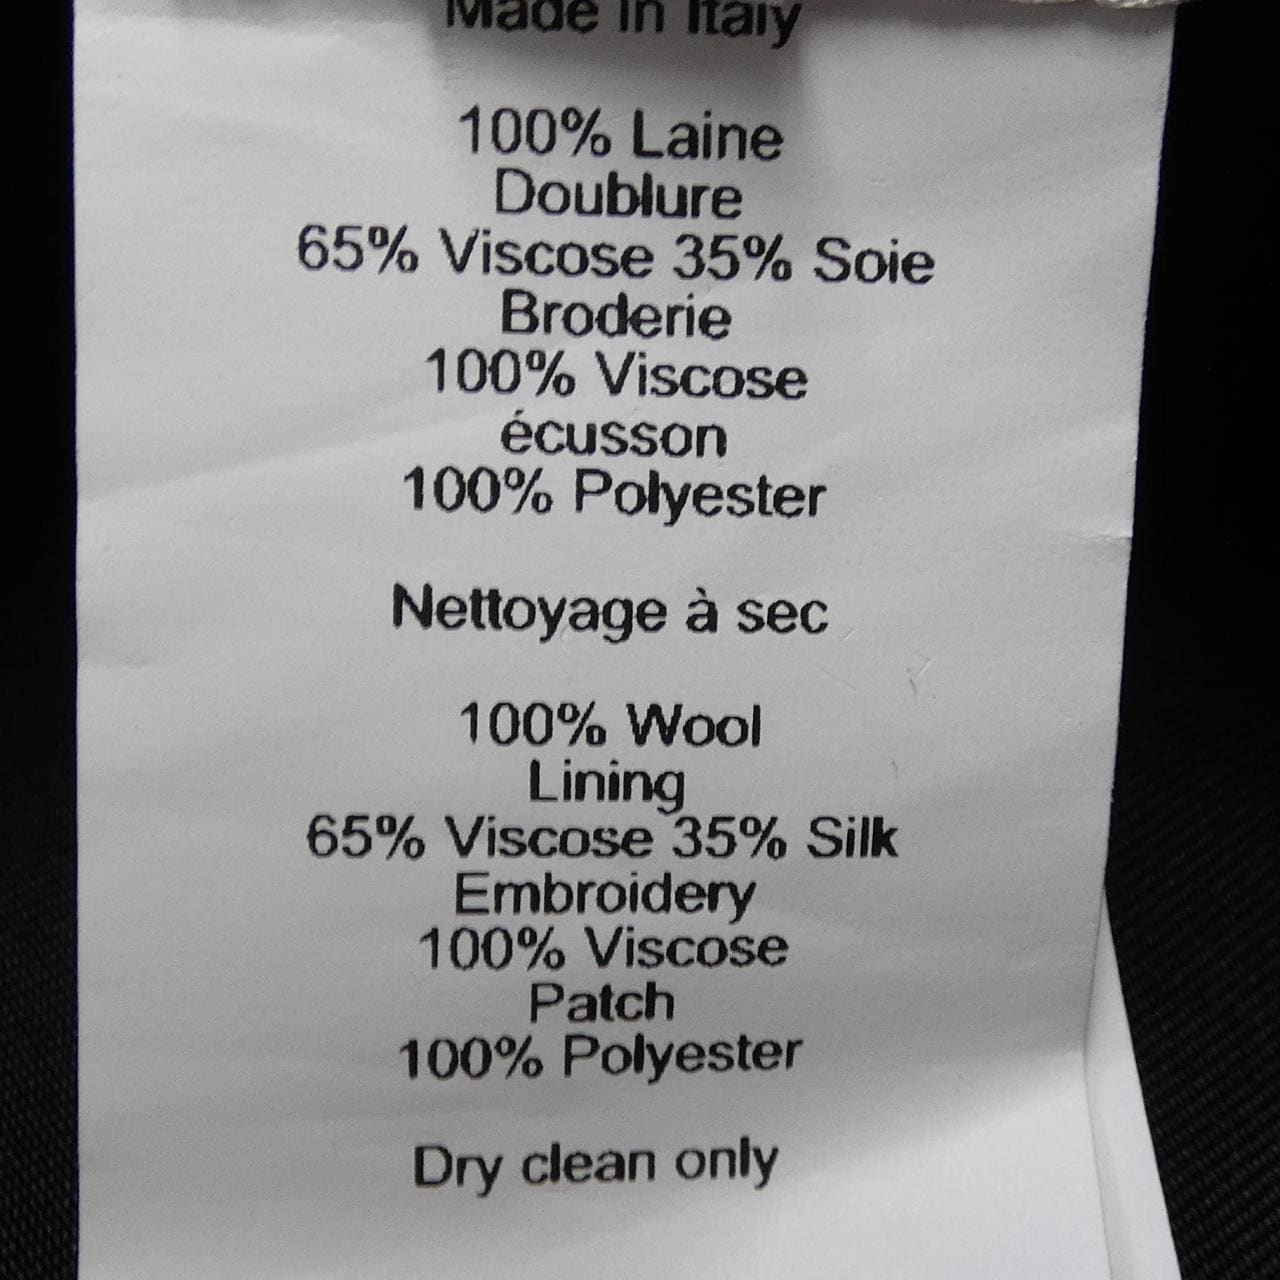 Made in Italy
100% Laine
Doublure
65% Viscose 35% Soie
Broderie
100% Viscose
écusson
100% Polyester
Nettoyage à sec
100% Wool
Lining
65% Viscose 35% Silk
Embroidery
100% Viscose
Patch
100% Polyester
Dry clean only